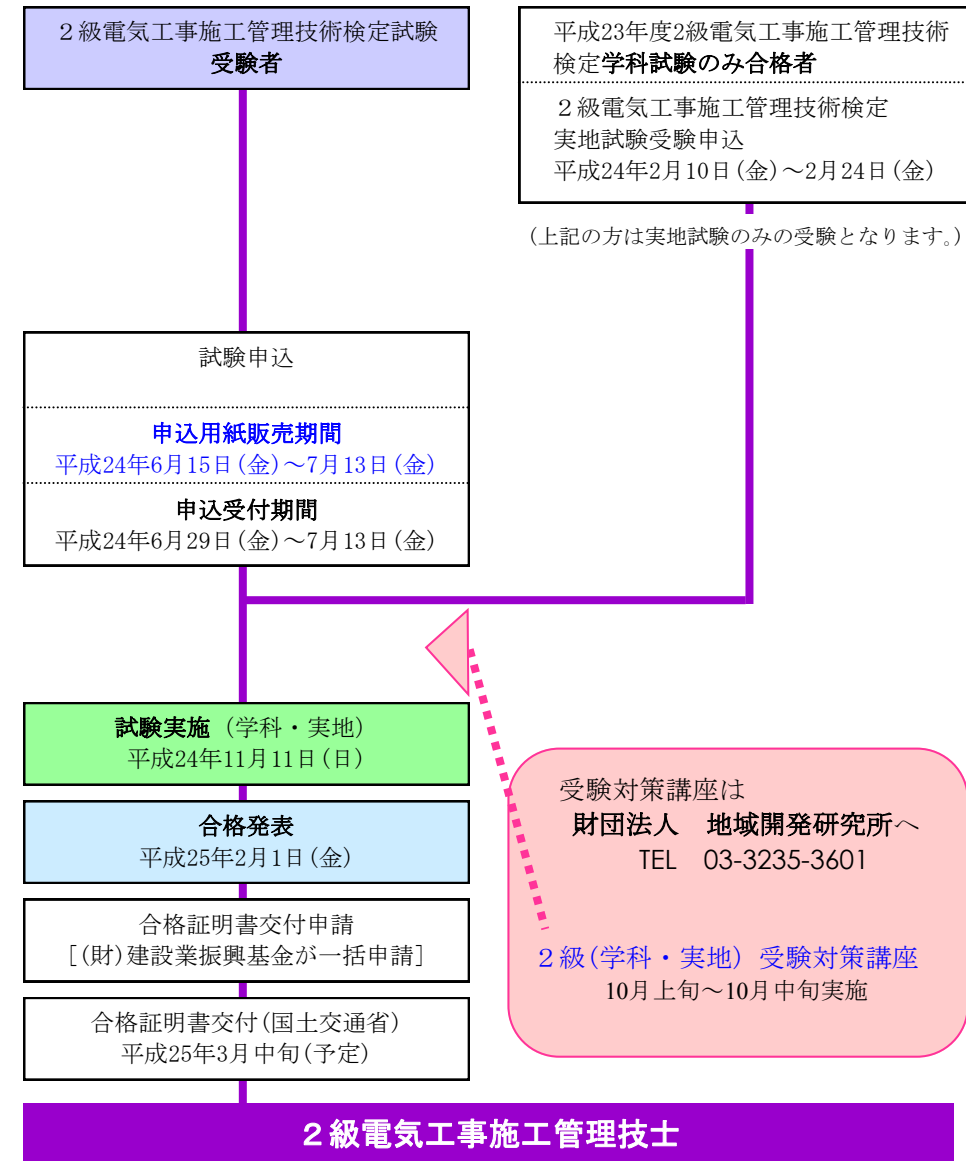 ２級電気工事施工管理技術検定試験
受験者
平成23年度2級電気工事施工管理技術
検定学科試験のみ合格者
２級電気工事施工管理技術検定
実地試験受験申込
平成24年2月10日(金)～2月24日(金)
(上記の方は実地試験のみの受験となります。)
試験申込
申込用紙販売期間
平成24年6月15日(金)～7月13日(金)
申込受付期間
平成24年6月29日(金)～7月13日(金)
試験実施（学科・実地）
平成24年11月11日(日)
合格発表
平成25年2月1日(金)
合格証明書交付申請
[(財)建設業振興基金が一括申請]
合格証明書交付(国土交通省)
平成25年3月中旬(予定)
受験対策講座は
財団法人　地域開発研究所へ
TEL　03-3235-3601
２級(学科・実地) 受験対策講座
10月上旬～10月中旬実施
２級電気工事施工管理技士